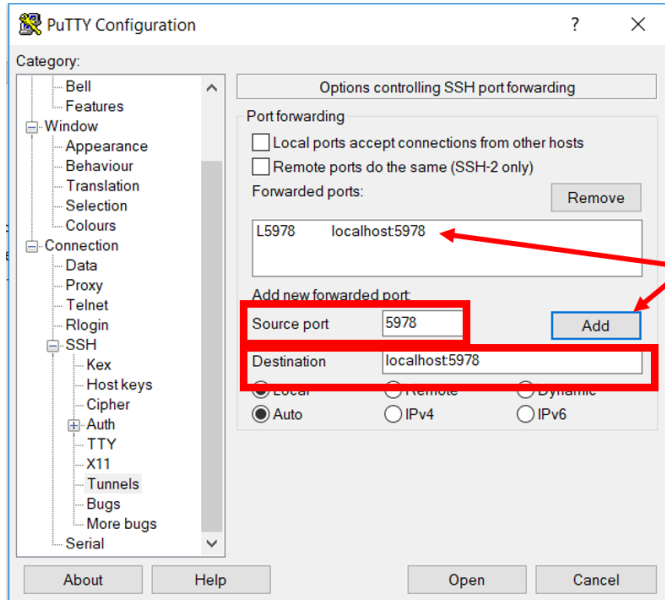 PuTTY Configuration
?
Category:
Bell
Features
Window
Appearance
Behaviour
Translation
Selection
Colours
Connection
Data
Proxy
Telnet
Rlogin
SSH
Kex
Host keys
Cipher
Auth
TTY
X11
Tunnels
Bugs
More bugs
Serial
Options controlling SSH port forwarding
Port forwarding
Local ports accept connections from other hosts
Remote ports do the same (SSH-2 only)
Forwarded ports:
Remove
L5978 localhost:5978
Add new forwarded port:
Source port 5978 Add
Destination localhost:5978
Local Remote Dynamic
Auto IPv4 IPv6
About Help Open Cancel